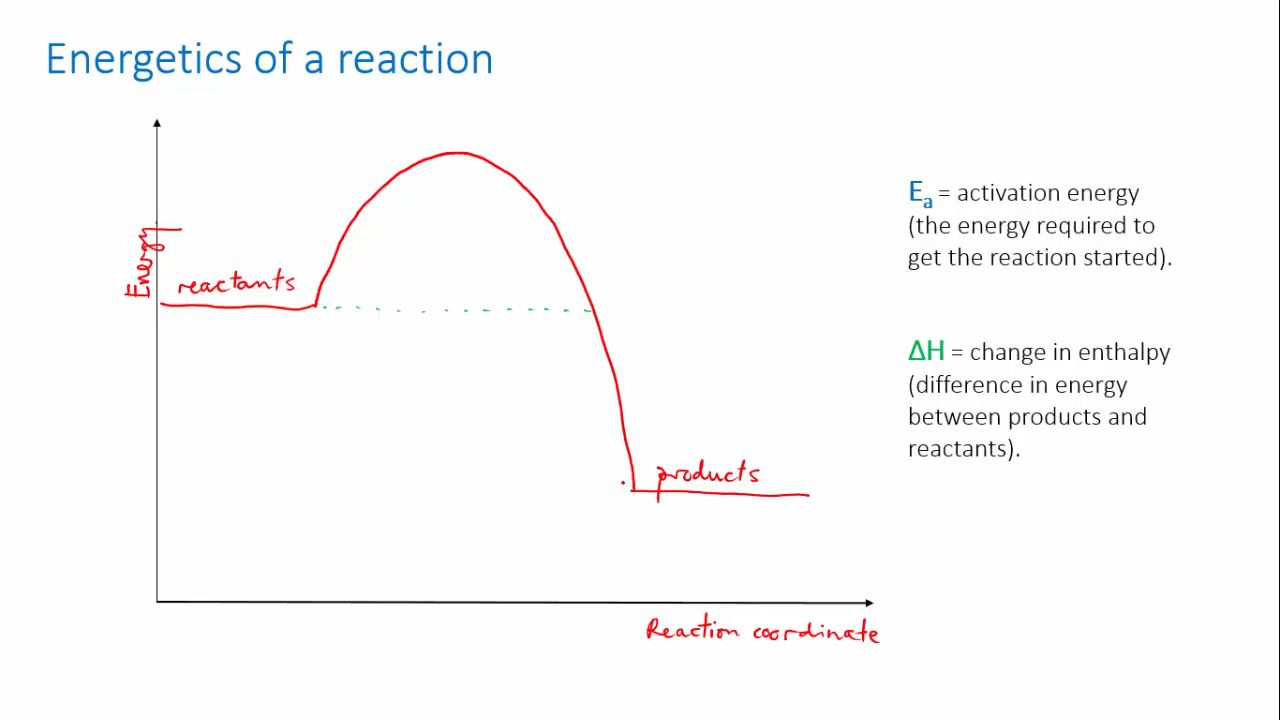 Energetics of a reaction
Energy
reactants
products
Reaction coordinate
Eₐ = activation energy
(the energy required to
get the reaction started).
ΔH = change in enthalpy
(difference in energy
between products and
reactants).